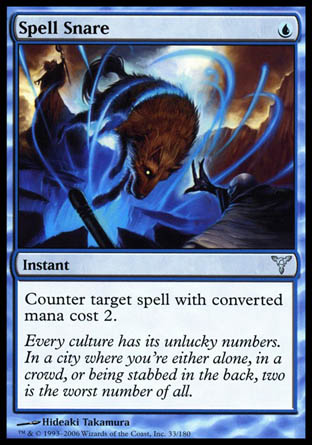 Spell Snare
Instant
Counter target spell with converted
mana cost 2.
Every culture has its unlucky numbers.
In a city where you're either alone, in a
crowd, or being stabbed in the back, two
is the worst number of all.
Hideaki Takamura
™ & © 1993–2006 Wizards of the Coast, Inc. 33/180